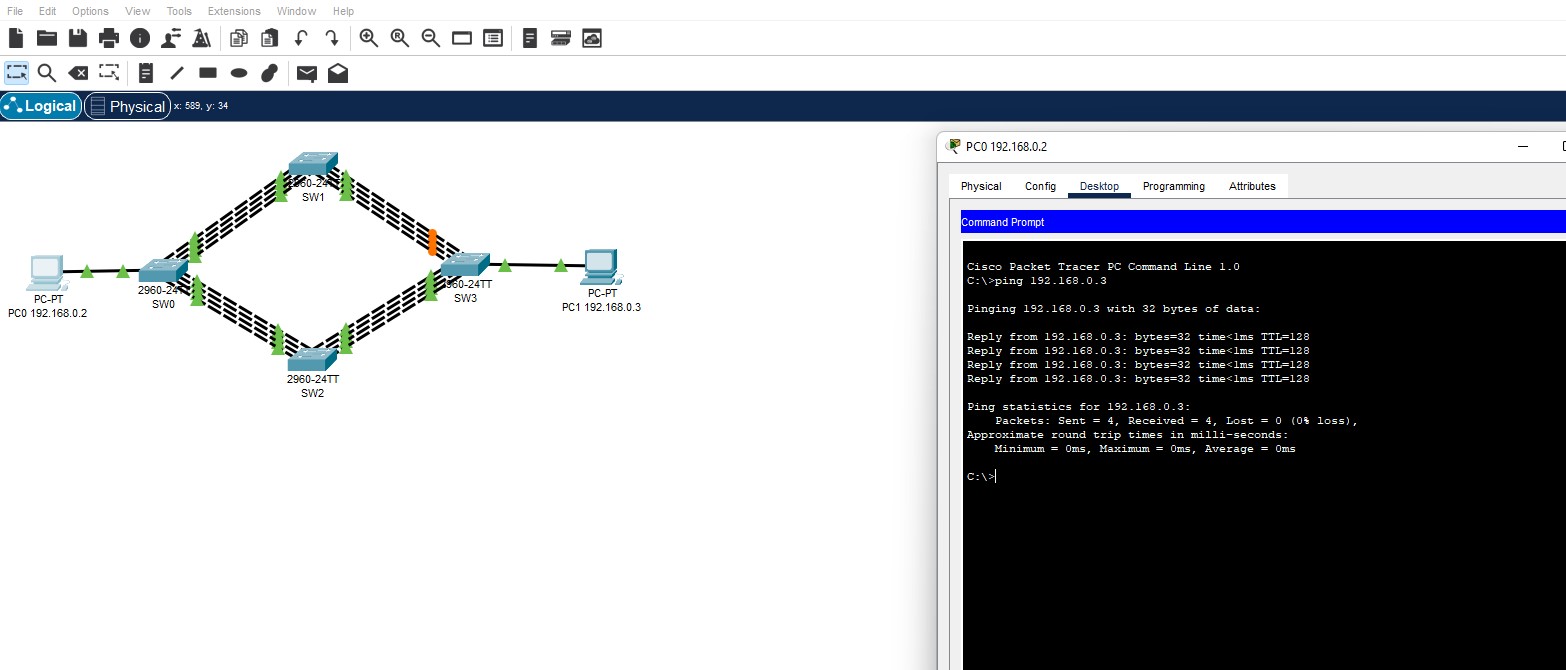 File Edit Options View Tools Extensions Window Help
Logical Physical x: 589, y: 34
2960-24TT
SW1
PC-PT
PC0 192.168.0.2
2960-24TT
SW0
2960-24TT
SW3
PC-PT
PC1 192.168.0.3
2960-24TT
SW2
PC0 192.168.0.2
Physical Config Desktop Programming Attributes
Command Prompt
Cisco Packet Tracer PC Command Line 1.0
C:\>ping 192.168.0.3
Pinging 192.168.0.3 with 32 bytes of data:
Reply from 192.168.0.3: bytes=32 time<1ms TTL=128
Reply from 192.168.0.3: bytes=32 time<1ms TTL=128
Reply from 192.168.0.3: bytes=32 time<1ms TTL=128
Reply from 192.168.0.3: bytes=32 time<1ms TTL=128
Ping statistics for 192.168.0.3:
Packets: Sent = 4, Received = 4, Lost = 0 (0% loss),
Approximate round trip times in milli-seconds:
Minimum = 0ms, Maximum = 0ms, Average = 0ms
C:\>